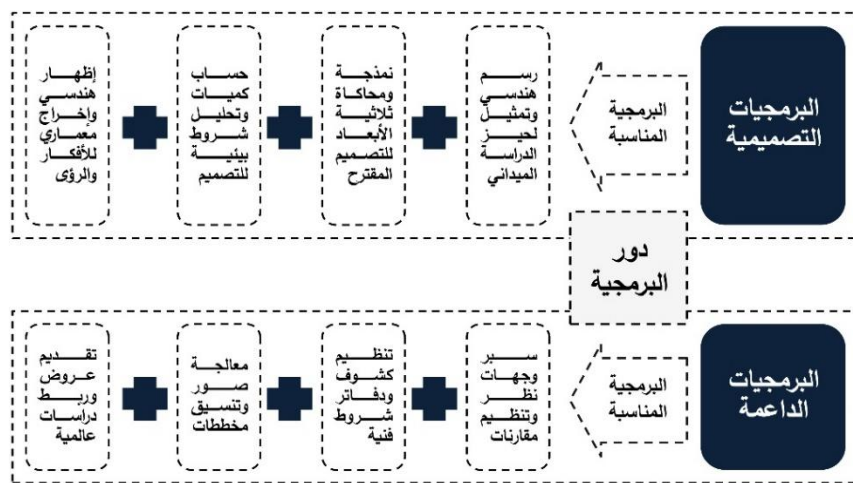 البرمجيات
التصميمية
البرمجية
المناسبة
رسم
هندسي
وتمثيل
لحيز
الدراسة
الميداني
نمذجة
ومحاكاة
ثلاثية
الأبعاد
للتصميم
المقترح
حساب
كميات
وتحليل
شروط
بيئية
للتصميم
إظهار
هندسي
وإخراج
معماري
للأفكار
والرؤى
دور
البرمجية
البرمجيات
الداعمة
البرمجية
المناسبة
سبر
وجهات
نظر
وتنظيم
مقارنات
تنظيم
كشوف
ودفاتر
شروط
فنية
معالجة
صور
وتنسيق
مخططات
تقديم
عروض
وربط
دراسات
عالمية